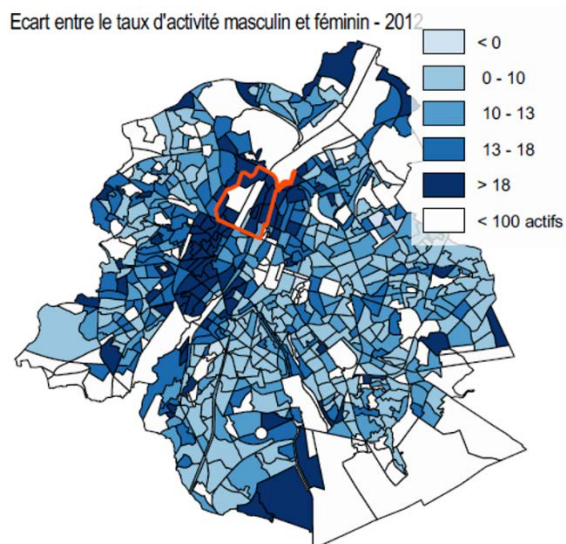 Ecart entre le taux d'activité masculin et féminin - 2012
< 0
0 - 10
10 - 13
13 - 18
> 18
< 100 actifs